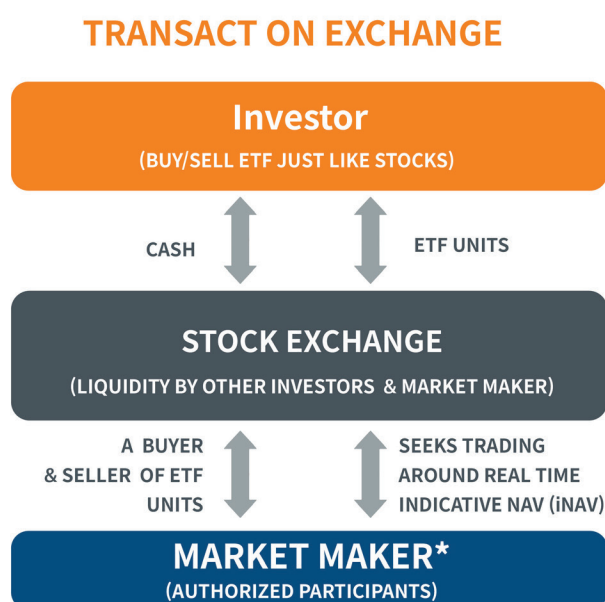 TRANSACT ON EXCHANGE
Investor
(BUY/SELL ETF JUST LIKE STOCKS)
CASH
ETF UNITS
STOCK EXCHANGE
(LIQUIDITY BY OTHER INVESTORS & MARKET MAKER)
A BUYER
& SELLER OF ETF
UNITS
SEEKS TRADING
AROUND REAL TIME
INDICATIVE NAV (iNAV)
MARKET MAKER*
(AUTHORIZED PARTICIPANTS)